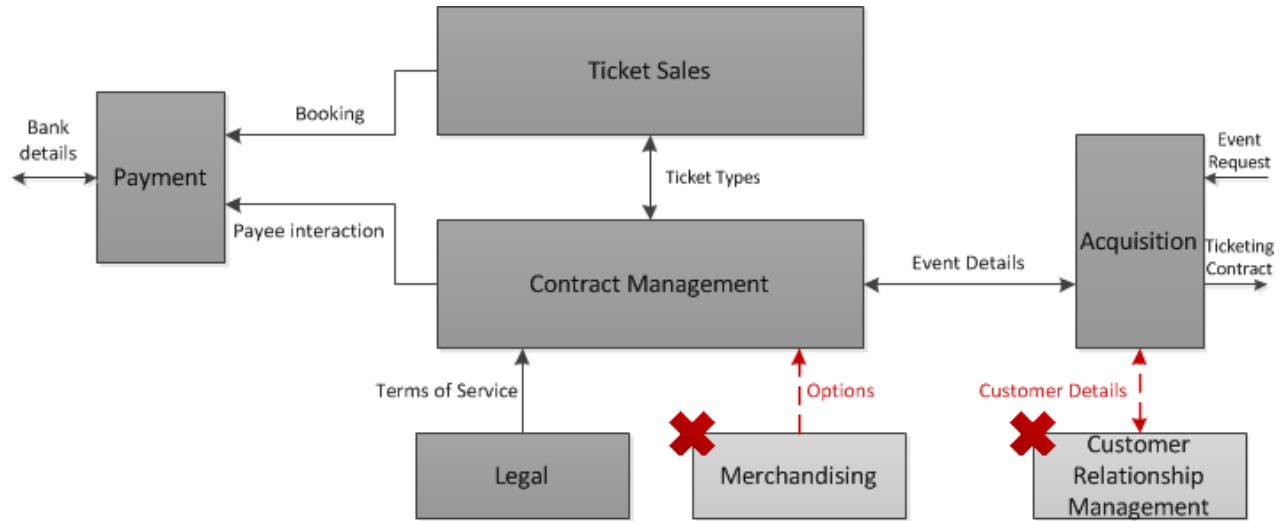 Ticket Sales
Booking
Bank
details
Payment
Ticket Types
Event
Request
Payee interaction
Acquisition
Ticketing
Contract
Event Details
Contract Management
Terms of Service
Options
Customer Details
Legal
Merchandising
Customer
Relationship
Management